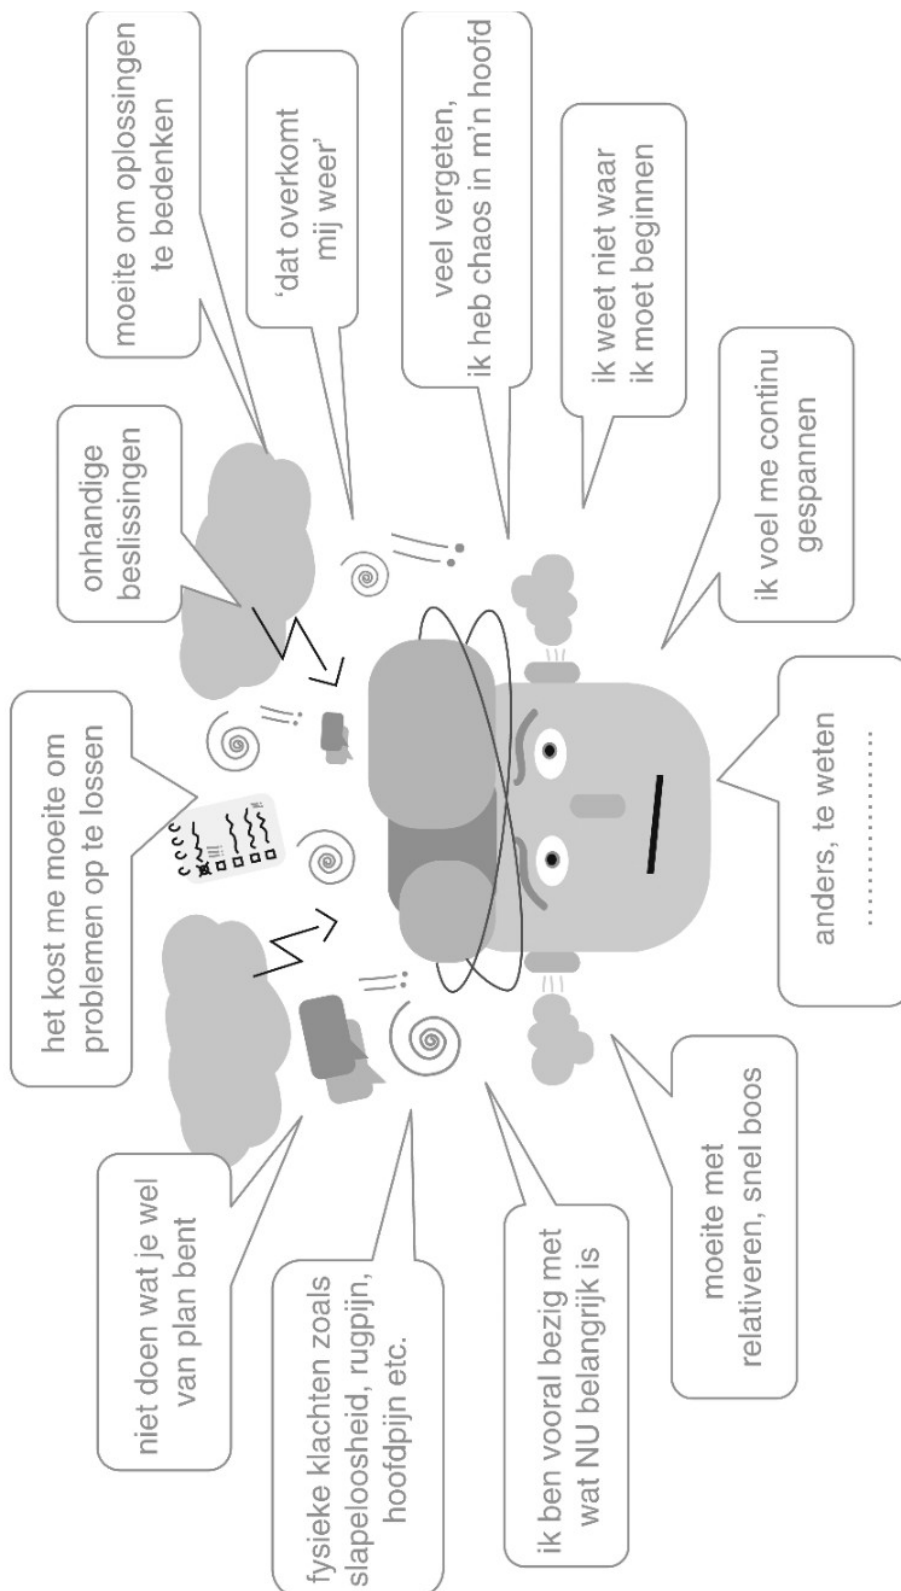 niet doen wat je wel
van plan bent
het kost me moeite om
problemen op te lossen
onhandige
beslissingen
moeite om oplossingen
te bedenken
fysieke klachten zoals
slapeloosheid, rugpijn,
hoofdpijn etc.
'dat overkomt
mij weer'
ik ben vooral bezig met
wat NU belangrijk is
veel vergeten,
ik heb chaos in m'n hoofd
moeite met
relativeren, snel boos
ik weet niet waar
ik moet beginnen
anders, te weten
......................
ik voel me continu
gespannen